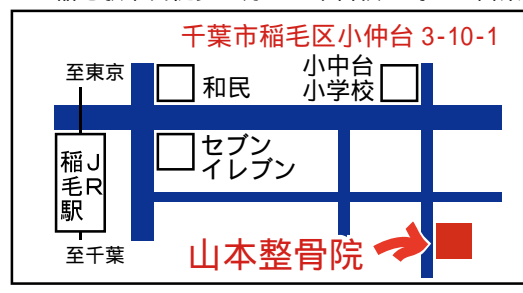 千葉市稲毛区小仲台 3-10-1
至東京
和民
小中台
小学校
JR
稲毛駅
セブン
イレブン
至千葉
山本整骨院